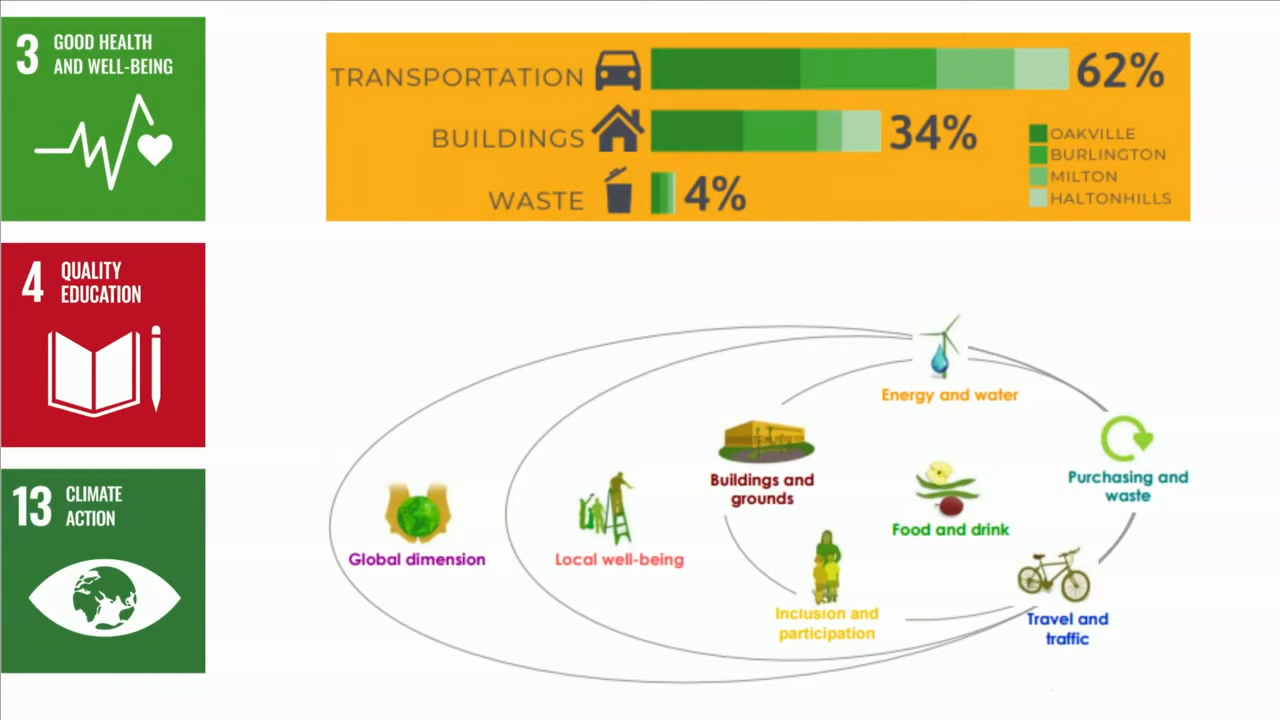 3 GOOD HEALTH
AND WELL-BEING
4 QUALITY
EDUCATION
13 CLIMATE
ACTION
TRANSPORTATION 62%
BUILDINGS 34%
WASTE 4%
OAKVILLE
BURLINGTON
MILTON
HALTONHILLS
Energy and water
Buildings and
grounds
Purchasing and
waste
Food and drink
Global dimension
Local well-being
Inclusion and
participation
Travel and
traffic